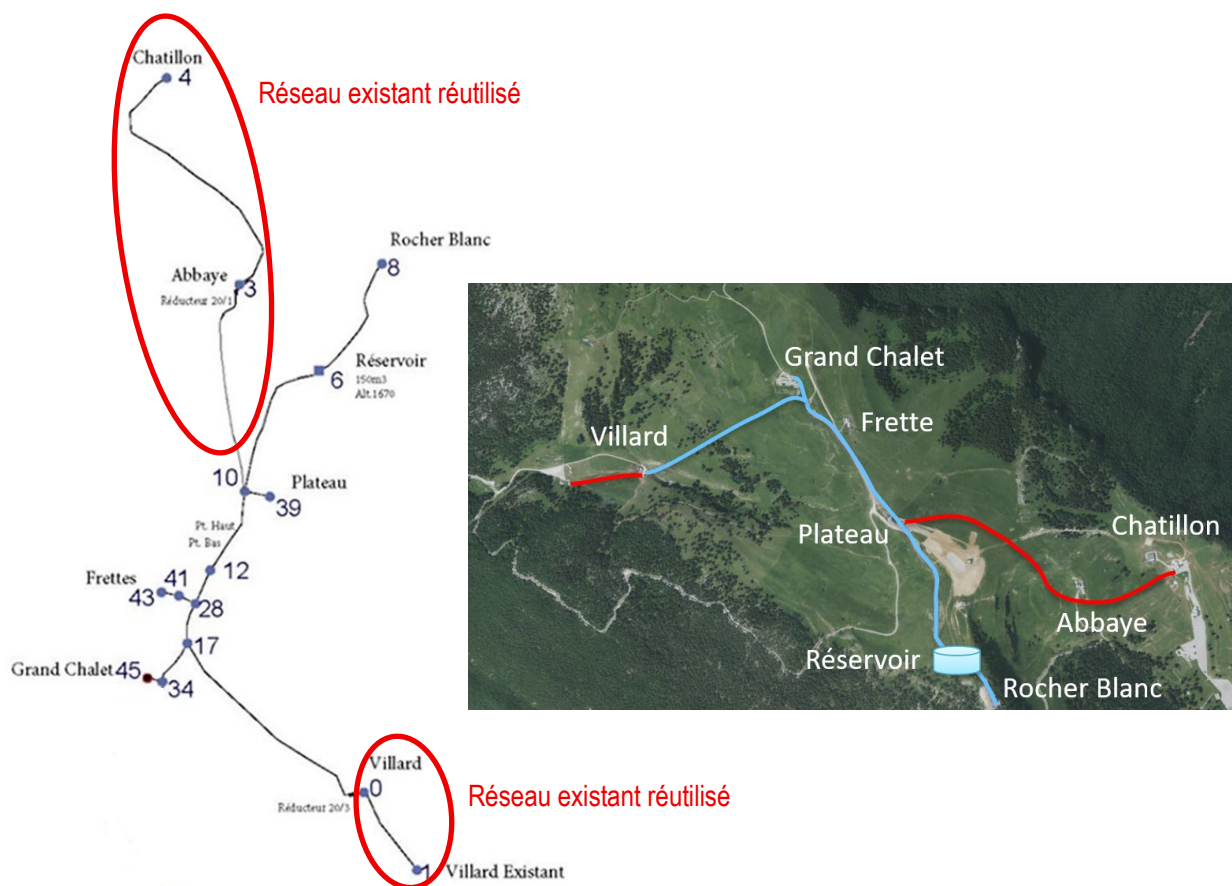 Chatillon
4
Réseau existant réutilisé
Rocher Blanc
8
Abbaye
3
Réducteur 20/1
Réservoir
6
150m3
Alt.1670
10
Plateau
39
Pt. Haut
Pt. Bas
12
Frettes
41
43
28
17
Grand Chalet
45
34
Villard
0
Réducteur 20/3
Réseau existant réutilisé
1
Villard Existant
Grand Chalet
Villard
Frette
Plateau
Chatillon
Abbaye
Réservoir
Rocher Blanc